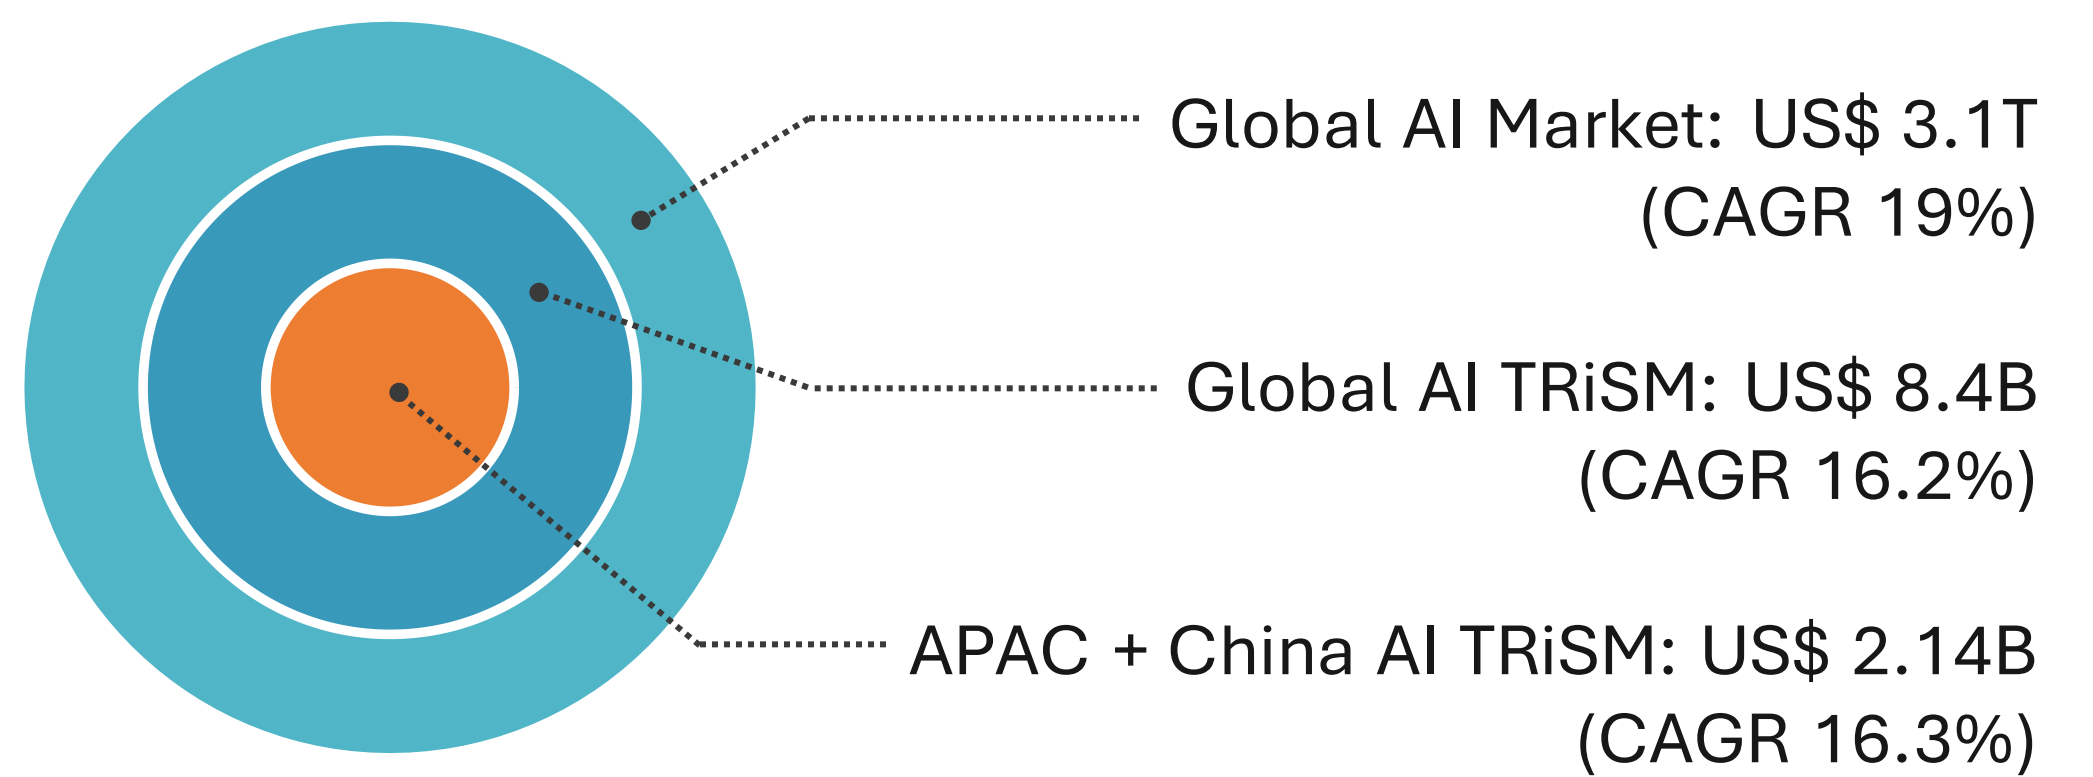 Global AI Market: US$ 3.1T
(CAGR 19%)
Global AI TRiSM: US$ 8.4B
(CAGR 16.2%)
APAC + China AI TRiSM: US$ 2.14B
(CAGR 16.3%)